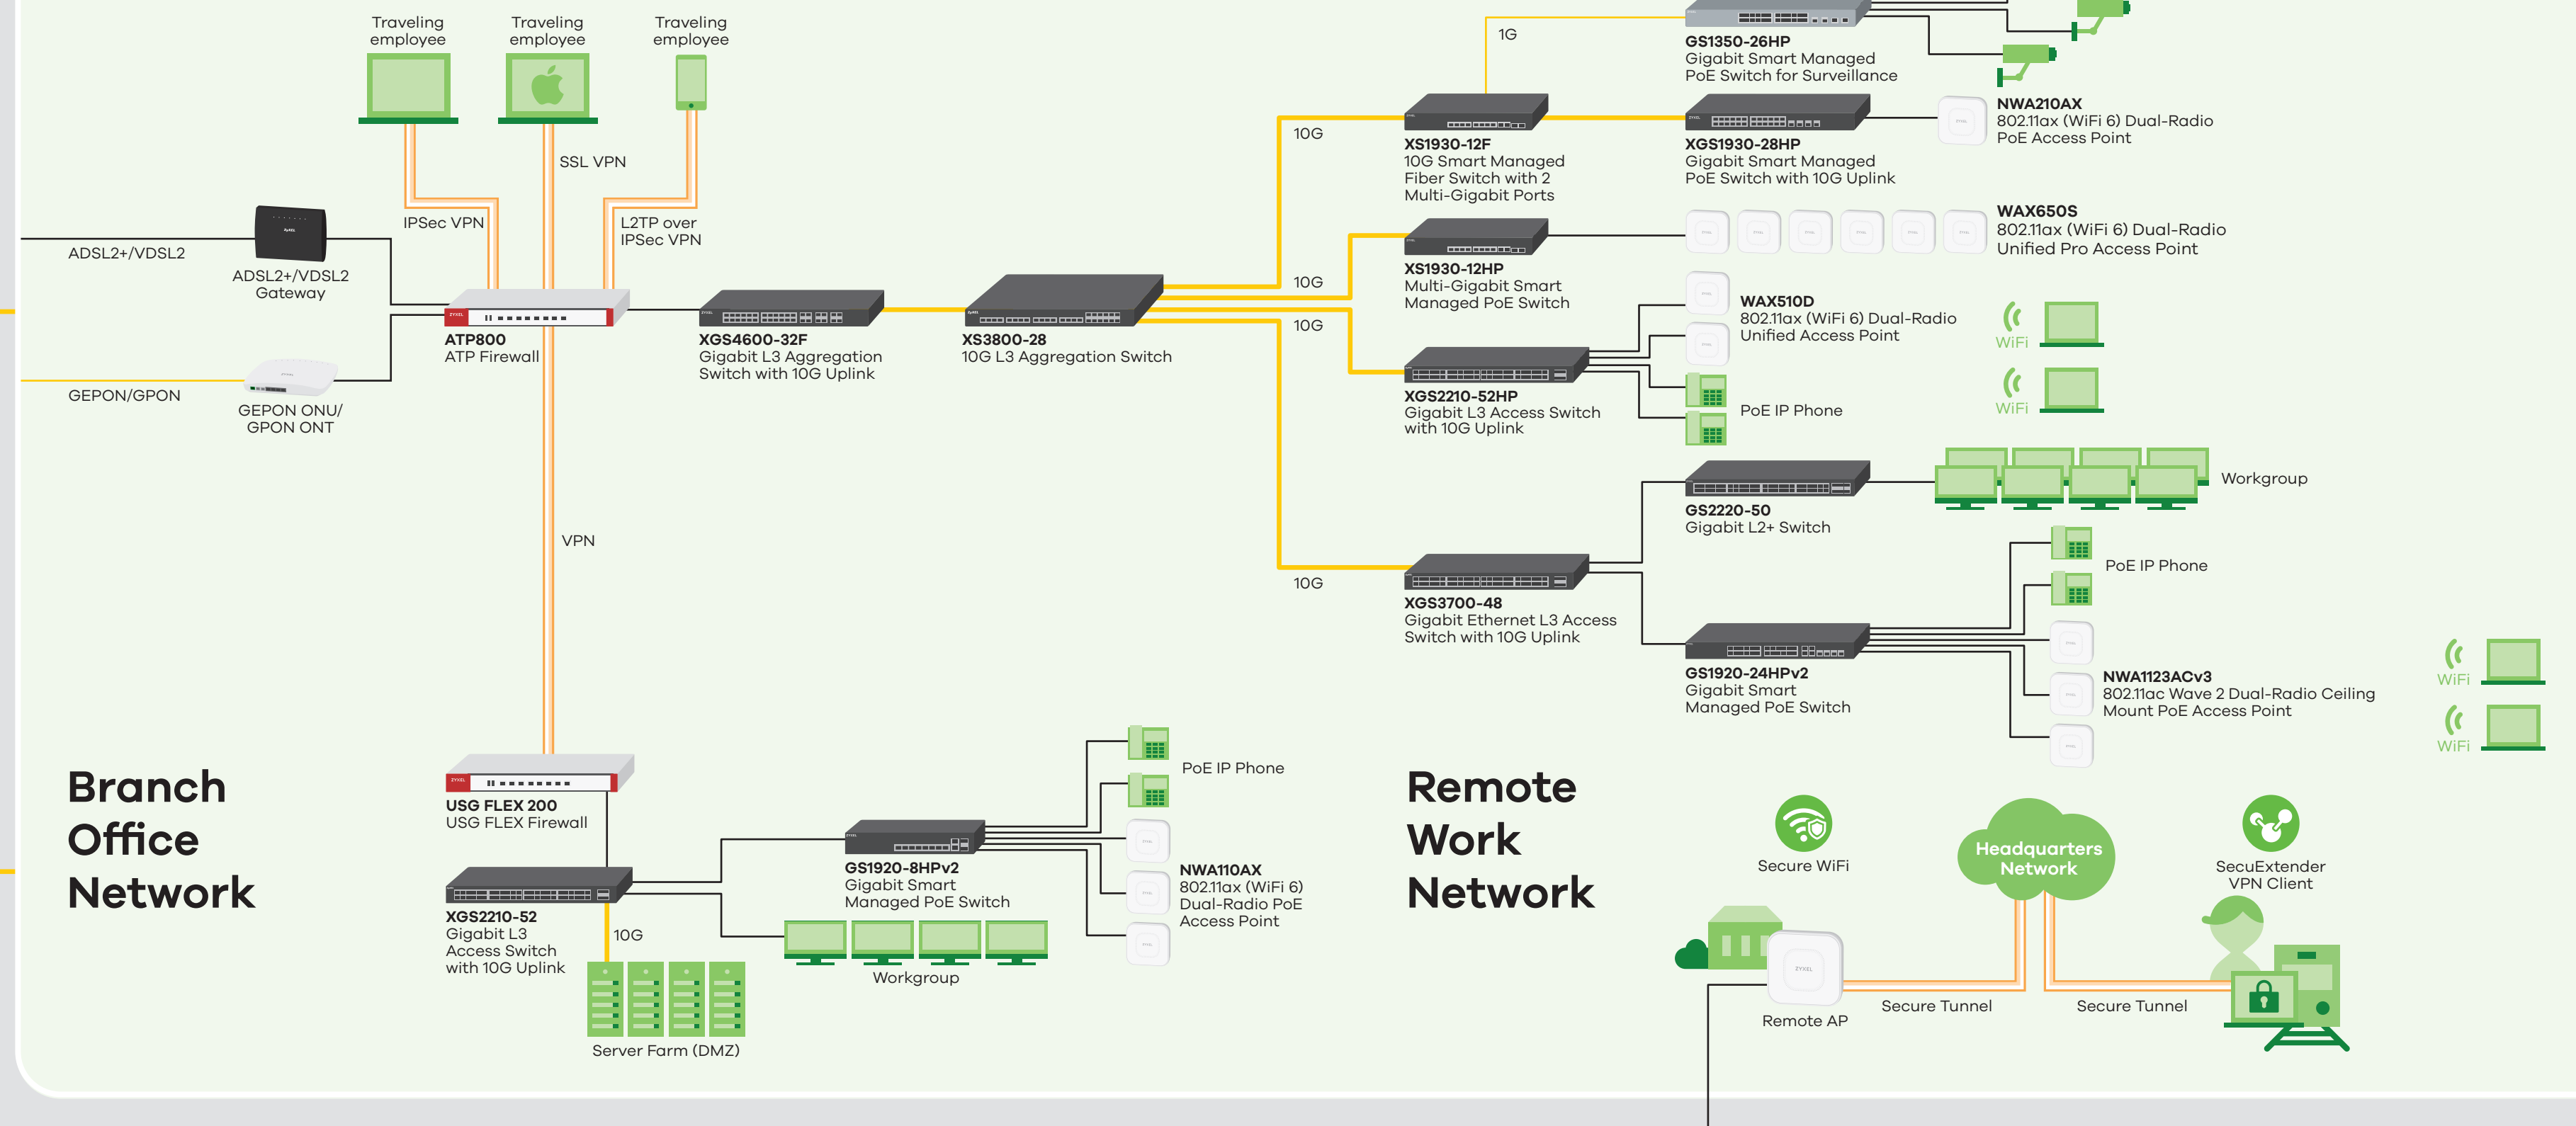 Traveling
employee
Traveling
employee
Traveling
employee
SSL VPN
IPSec VPN
L2TP over
IPSec VPN
ADSL2+/VDSL2
ADSL2+/VDSL2
Gateway
GEPON/GPON
GEPON ONU/
GPON ONT
ZYXEL
ATP800
ATP Firewall
XGS4600-32F
Gigabit L3 Aggregation
Switch with 10G Uplink
XS3800-28
10G L3 Aggregation Switch
1G
10G
10G
10G
10G
GS1350-26HP
Gigabit Smart Managed
PoE Switch for Surveillance
XS1930-12F
10G Smart Managed
Fiber Switch with 2
Multi-Gigabit Ports
XGS1930-28HP
Gigabit Smart Managed
PoE Switch with 10G Uplink
NWA210AX
802.11ax (WiFi 6) Dual-Radio
PoE Access Point
XS1930-12HP
Multi-Gigabit Smart
Managed PoE Switch
WAX650S
802.11ax (WiFi 6) Dual-Radio
Unified Pro Access Point
WAX510D
802.11ax (WiFi 6) Dual-Radio
Unified Access Point
WiFi
WiFi
XGS2210-52HP
Gigabit L3 Access Switch
with 10G Uplink
PoE IP Phone
GS2220-50
Gigabit L2+ Switch
Workgroup
XGS3700-48
Gigabit Ethernet L3 Access
Switch with 10G Uplink
PoE IP Phone
GS1920-24HPv2
Gigabit Smart
Managed PoE Switch
NWA1123ACv3
802.11ac Wave 2 Dual-Radio Ceiling
Mount PoE Access Point
WiFi
WiFi
VPN
Branch
Office
Network
ZYXEL
USG FLEX 200
USG FLEX Firewall
XGS2210-52
Gigabit L3
Access Switch
with 10G Uplink
10G
Server Farm (DMZ)
GS1920-8HPv2
Gigabit Smart
Managed PoE Switch
Workgroup
PoE IP Phone
NWA110AX
802.11ax (WiFi 6)
Dual-Radio PoE
Access Point
Remote
Work
Network
Secure WiFi
Headquarters
Network
SecuExtender
VPN Client
ZYXEL
Remote AP
Secure Tunnel
Secure Tunnel